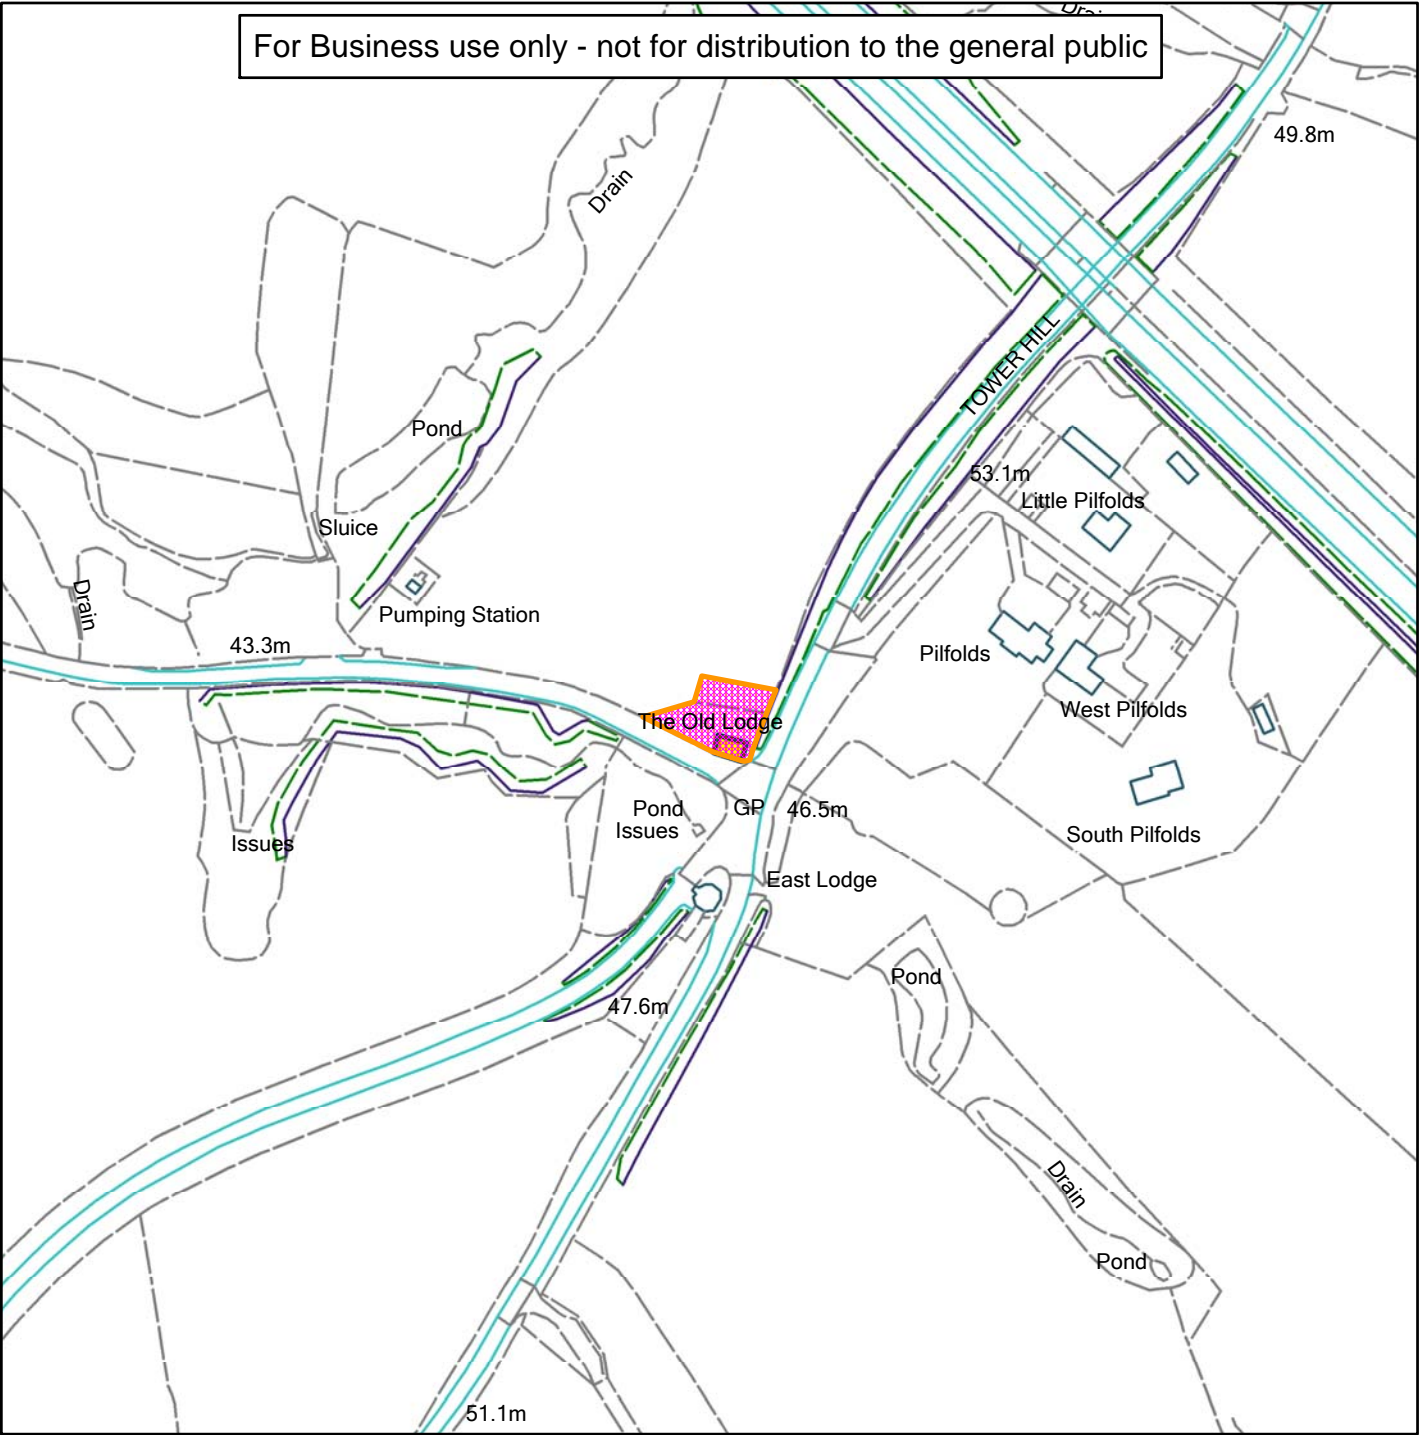 Drain
For Business use only - not for distribution to the general public
49.8m
Drain
TOWER HILL
Pond
53.1m
Little Pilfolds
Sluice
Drain
Pumping Station
43.3m
Pilfolds
West Pilfolds
The Old Lodge
Pond
GP
46.5m
Issues
South Pilfolds
Issues
East Lodge
Pond
47.6m
Drain
Pond
51.1m